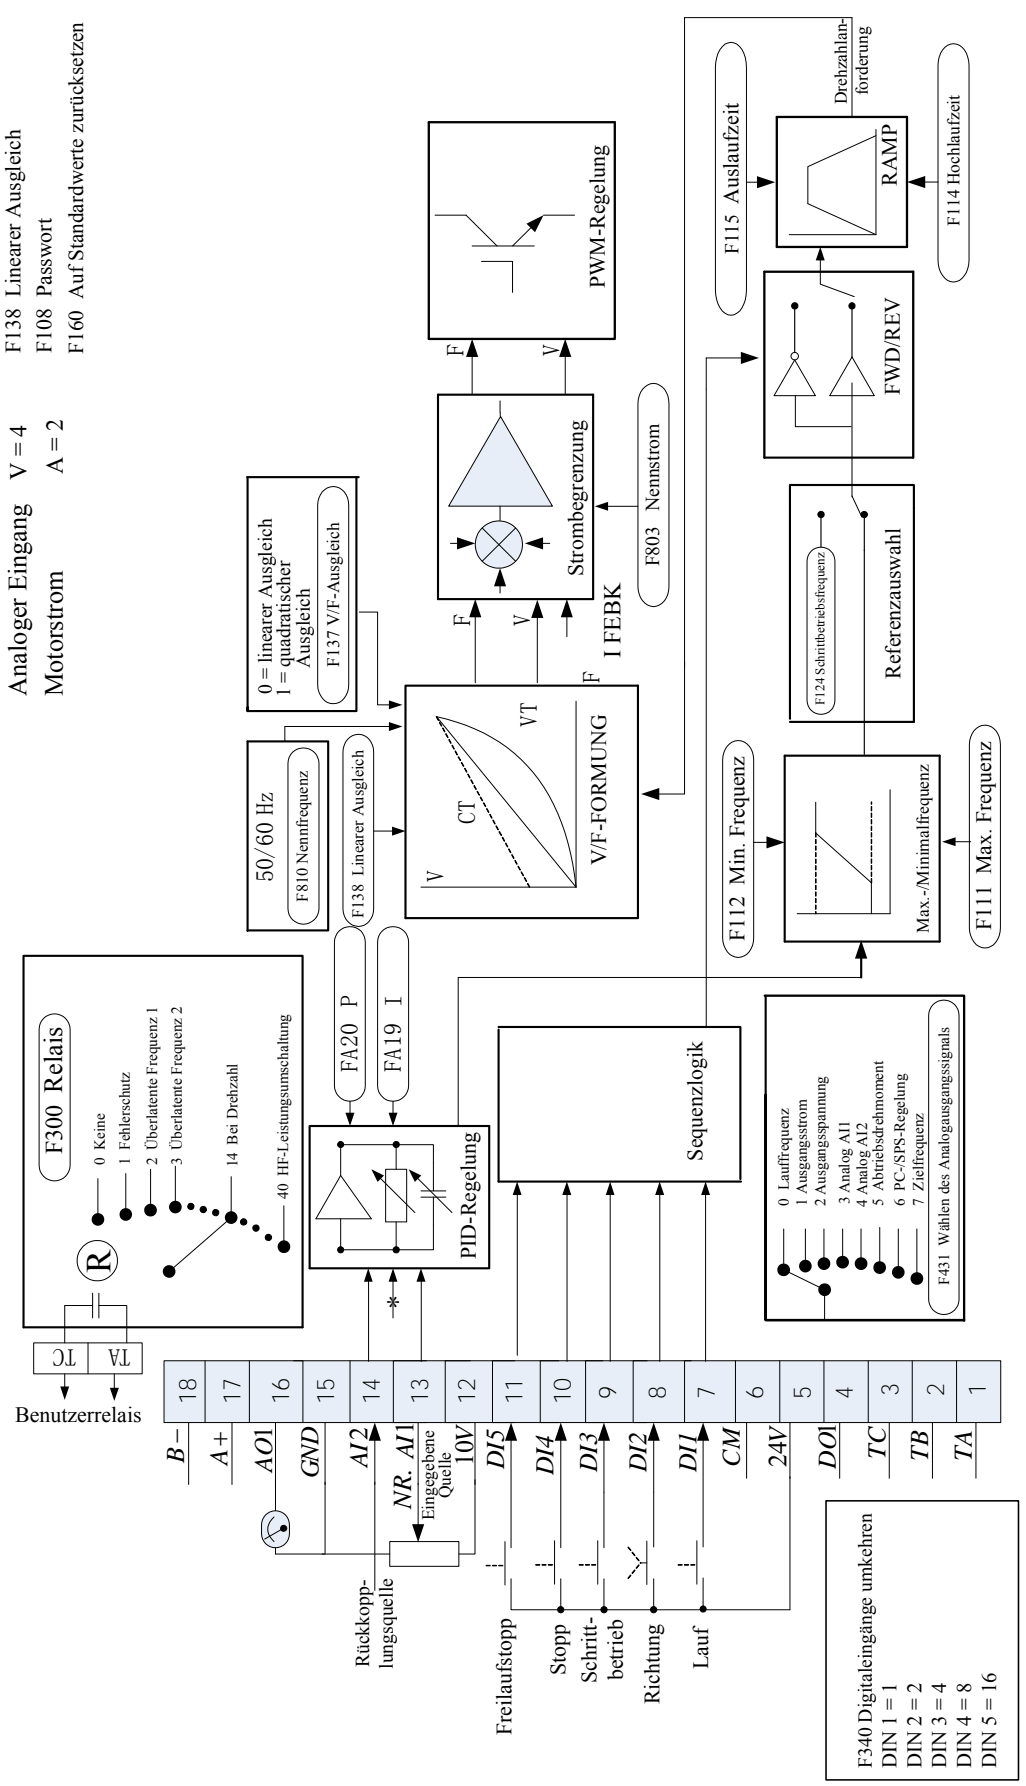 Analoger Eingang V = 4
Motorstrom A = 2
F138 Linearer Ausgleich
F108 Passwort
F160 Auf Standardwerte zurücksetzen
Benutzerrelais
TC
TA
F300 Relais
R
0 Keine
1 Fehlerschutz
2 Überlatente Frequenz 1
3 Überlatente Frequenz 2
14 Bei Drehzahl
40 HF-Leistungsumschaltung
50/60 Hz
F810 Nennfrequenz
0 = linearer Ausgleich
1 = quadratischer
Ausgleich
F137 V/F-Ausgleich
F138 Linearer Ausgleich
FA20 P
FA19 I
PID-Regelung
*
V
CT
VT
F
V/F-FORMUNG
F
V
I FEBK
Strombegrenzung
F803 Nennstrom
F
V
PWM-Regelung
B- 18
A+ 17
AO1 16
GND 15
AI2 14
NR. AI1 13
Eingegebene
Quelle
10V 12
DI5 11
DI4 10
DI3 9
DI2 8
DI1 7
CM 6
24V 5
DO1 4
TC 3
TB 2
TA 1
Rückkopp-
lungsquelle
Freilaufstopp
Stopp
Schritt-
betrieb
Richtung
Lauf
Sequenzlogik
F112 Min. Frequenz
Max.-/Minimalfrequenz
F111 Max. Frequenz
F124 Schrittbetriebsfrequenz
Referenzauswahl
FWD/REV
F115 Auslaufzeit
RAMP
F114 Hochlaufzeit
Drehzahlan-
forderung
0 Lauffrequenz
1 Ausgangsstrom
2 Ausgangsspannung
3 Analog AI1
4 Analog AI2
5 Abtriebsdrehmoment
6 PC-/SPS-Regelung
7 Zielfrequenz
F431 Wählen des Analogausgangssignals
F340 Digitaleingänge umkehren
DIN 1 = 1
DIN 2 = 2
DIN 3 = 4
DIN 4 = 8
DIN 5 = 16